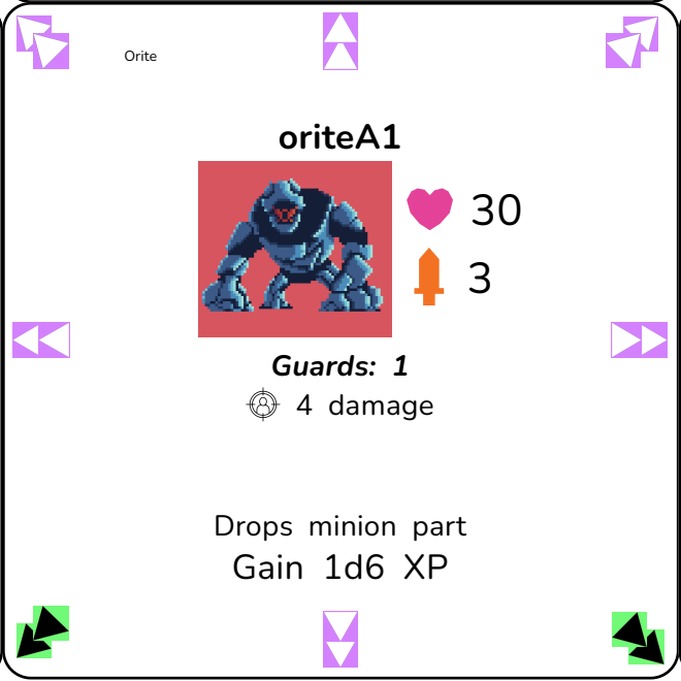 Orite
oriteA1
30
3
Guards: 1
4 damage
Drops minion part
Gain 1d6 XP